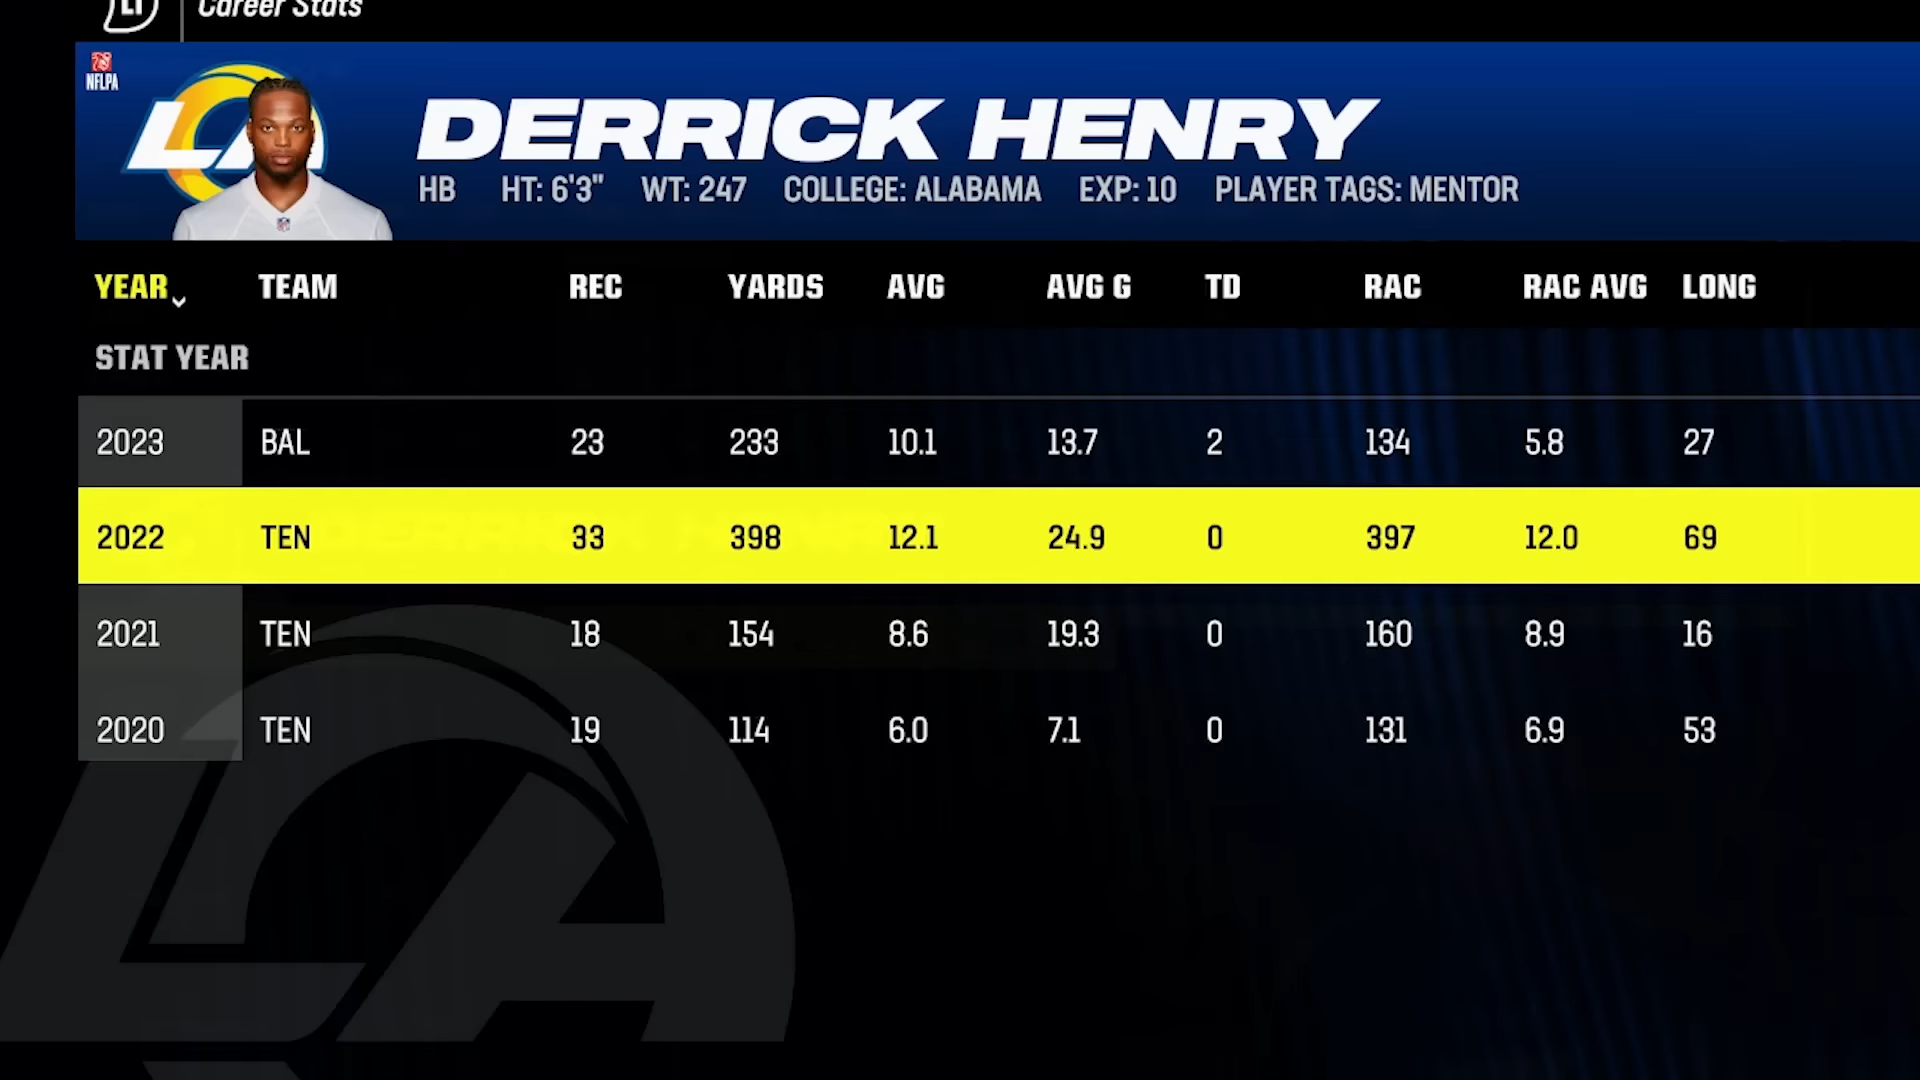 LT Career Stats
NFLPA
LA
DERRICK HENRY
HB HT: 6'3" WT: 247 COLLEGE: ALABAMA EXP: 10 PLAYER TAGS: MENTOR
YEAR TEAM REC YARDS AVG AVG G TD RAC RAC AVG LONG
STAT YEAR
2023 BAL 23 233 10.1 13.7 2 134 5.8 27
2022 TEN 33 398 12.1 24.9 0 397 12.0 69
2021 TEN 18 154 8.6 19.3 0 160 8.9 16
2020 TEN 19 114 6.0 7.1 0 131 6.9 53